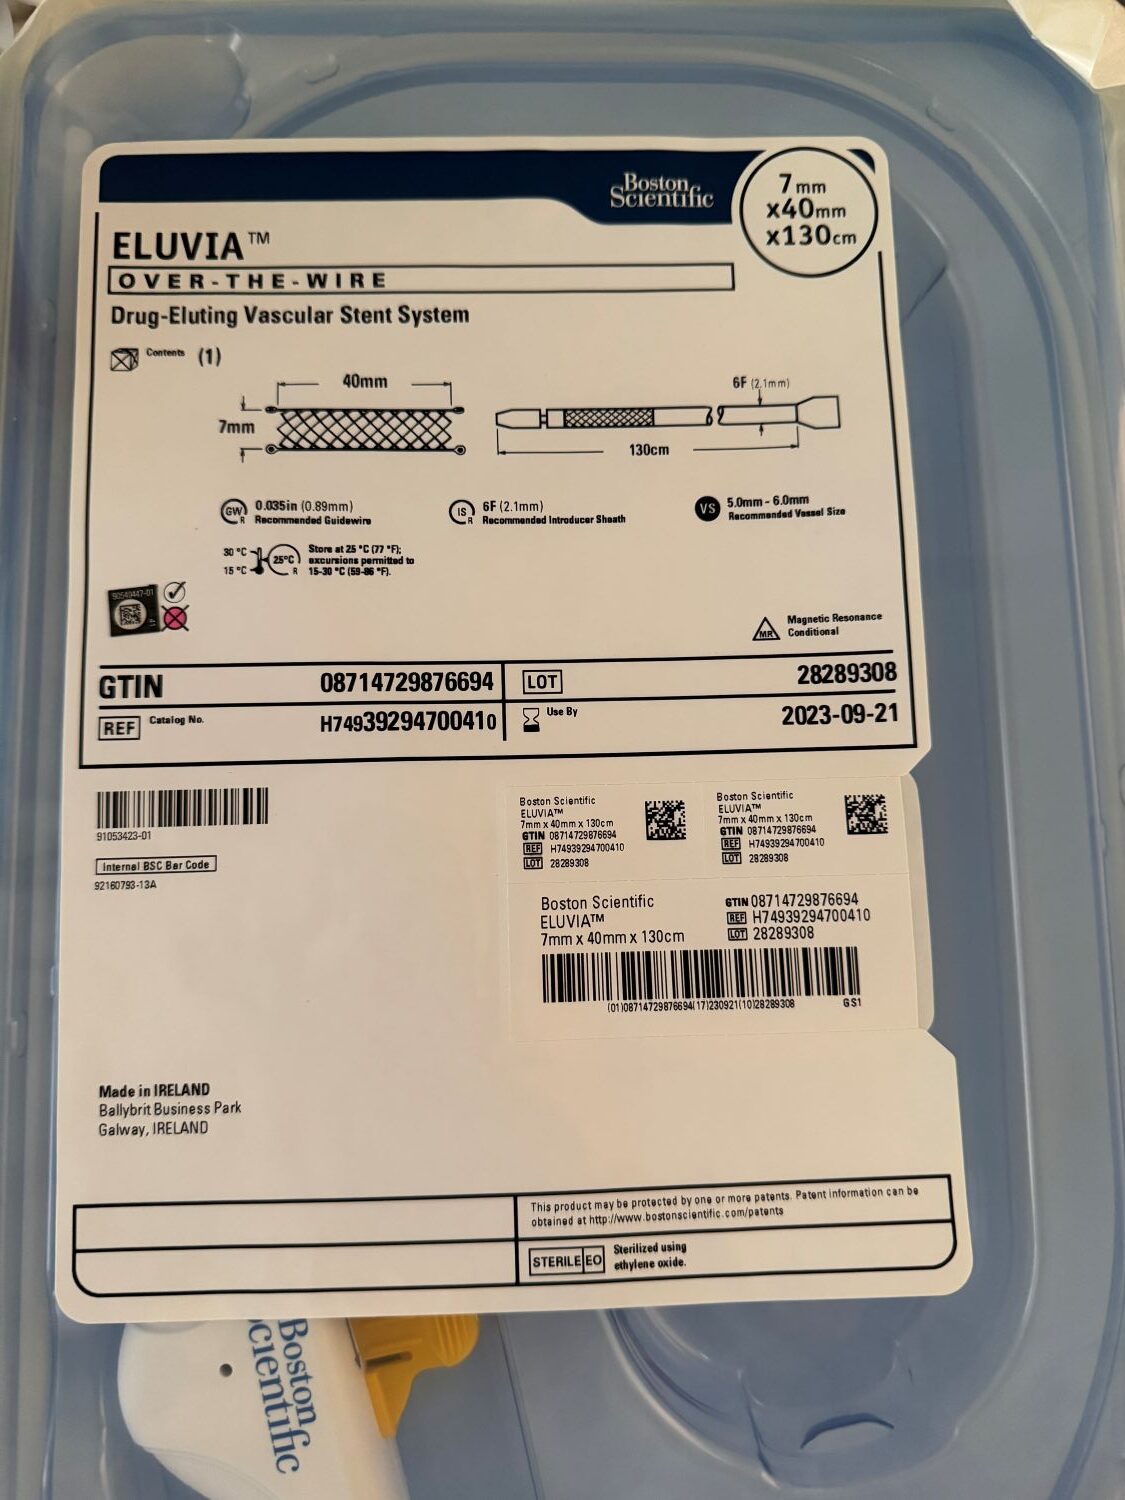 Boston
Scientific
7mm
x40mm
x130cm
ELUVIA™
OVER-THE-WIRE
Drug-Eluting Vascular Stent System
Contents (1)
40mm
7mm
6F (2.1mm)
130cm
GW R 0.035in (0.89mm)
Recommended Guidewire
IS R 6F (2.1mm)
Recommended Introducer Sheath
VS 5.0mm - 6.0mm
Recommended Vessel Size
30 °C
15 °C
25°C R
Store at 25 °C (77 °F);
excursions permitted to
15-30 °C (59-86 °F).
90549447-01
MR
Magnetic Resonance
Conditional
GTIN 08714729876694
LOT 28289308
REF Catalog No. H74939294700410
Use By 2023-09-21
91053423-01
Internal BSC Bar Code
92160793-13A
Boston Scientific
ELUVIA™
7mm x 40mm x 130cm
GTIN 08714729876694
REF H74939294700410
LOT 28289308
Boston Scientific
ELUVIA™
7mm x 40mm x 130cm
GTIN 08714729876694
REF H74939294700410
LOT 28289308
Boston Scientific
ELUVIA™
7mm x 40mm x 130cm
GTIN 08714729876694
REF H74939294700410
LOT 28289308
(01)08714729876694(17)230921(10)28289308
GS1
Made in IRELAND
Ballybrit Business Park
Galway, IRELAND
This product may be protected by one or more patents. Patent information can be
obtained at http://www.bostonscientific.com/patents
STERILE EO
Sterilized using
ethylene oxide.
Boston
Scientific